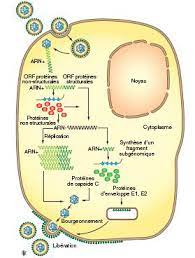 ARN+
ORF protéines
non-structurales
ORF protéines
structurales
ARN+
ARN+
Noyau
Protéines
non structurales
ARN-
ARN+
Cytoplasme
Réplication
ARN+
Synthèse d'un
fragment
subgénomique
Protéines
de capside C
Protéines
d'enveloppe E1, E2
Bourgeonnement
Libération